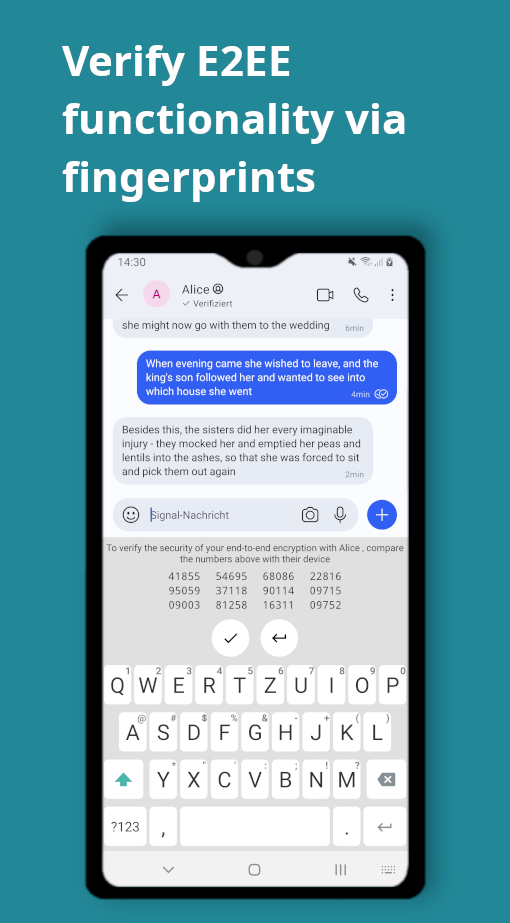 Verify E2EE
functionality via
fingerprints
14:30
A
Alice
✓ Verifiziert
she might now go with them to the wedding
6min
When evening came she wished to leave, and the
king's son followed her and wanted to see into
which house she went
4min
Besides this, the sisters did her every imaginable
injury - they mocked her and emptied her peas and
lentils into the ashes, so that she was forced to sit
and pick them out again
2min
Signal-Nachricht
To verify the security of your end-to-end encryption with Alice , compare
the numbers above with their device
41855 54695 68086 22816
95059 37118 90114 09715
09003 81258 16311 09752
1 2 3 4 5 6 7 8 9 0
Q W E R T Z U I O P
@ # $ % & - + ( )
A S D F G H J K L
* " ' : ; ! ?
Y X C V B N M
?123 , .